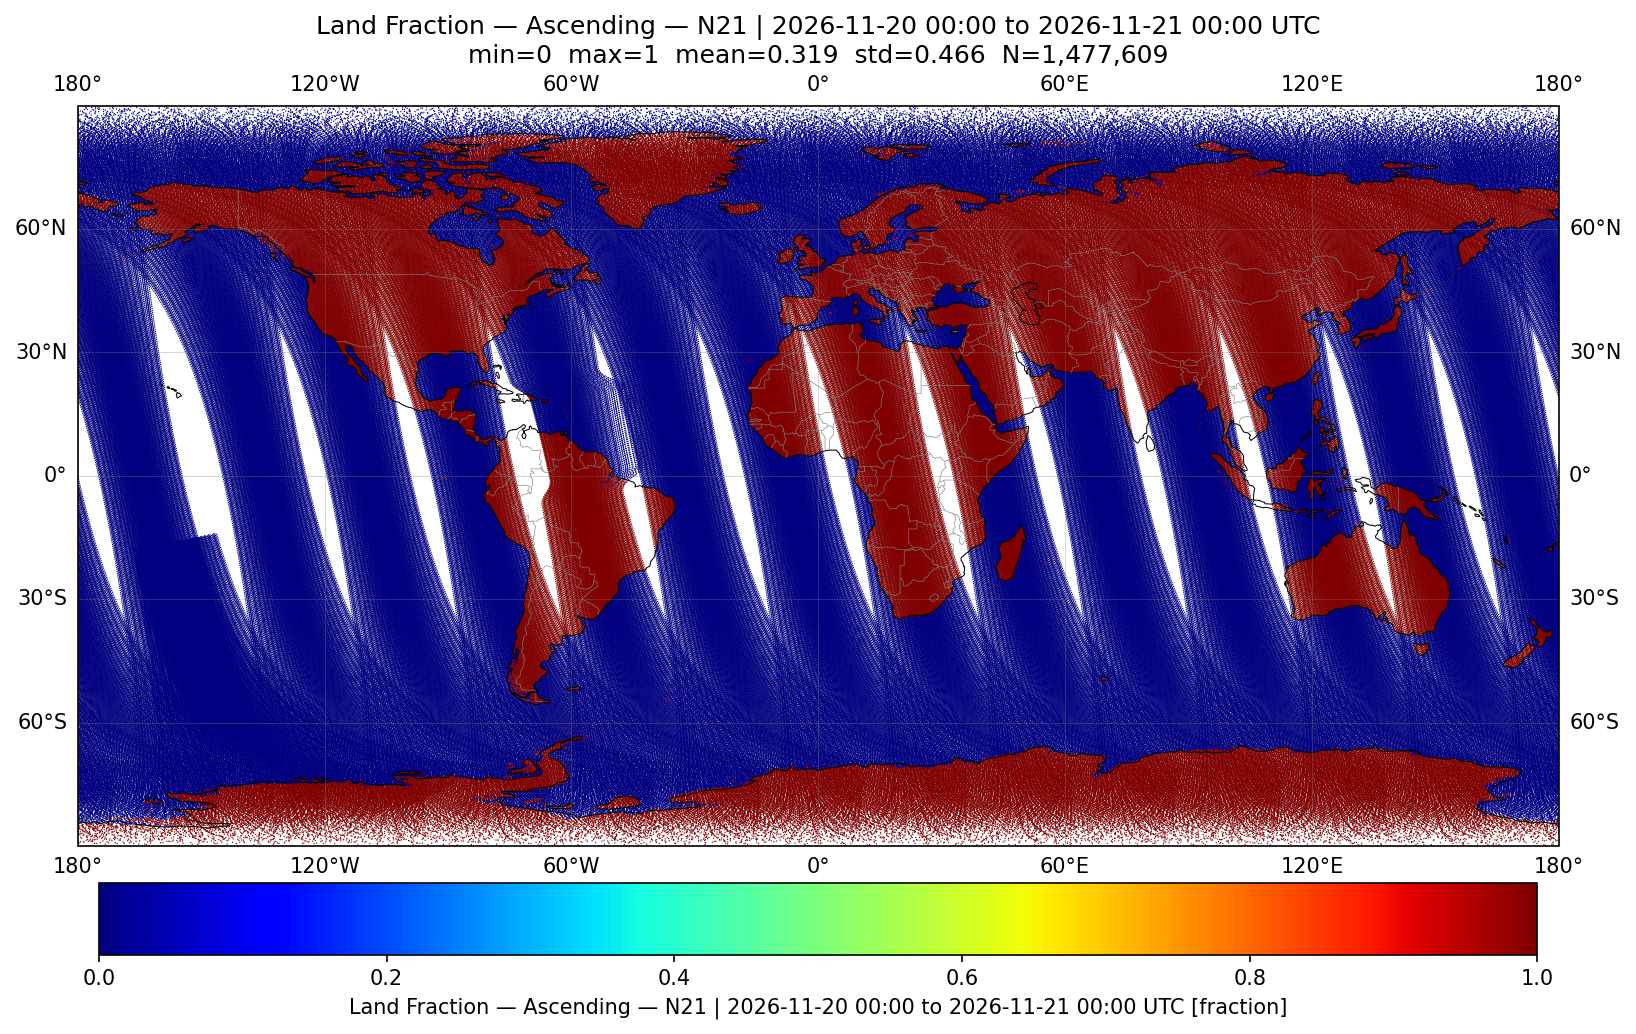 Land Fraction — Ascending — N21 | 2026-11-20 00:00 to 2026-11-21 00:00 UTC
min=0 max=1 mean=0.319 std=0.466 N=1,477,609
180° 120°W 60°W 0° 60°E 120°E 180°
60°N 60°N
30°N 30°N
0° 0°
30°S 30°S
60°S 60°S
180° 120°W 60°W 0° 60°E 120°E 180°
0.0 0.2 0.4 0.6 0.8 1.0
Land Fraction — Ascending — N21 | 2026-11-20 00:00 to 2026-11-21 00:00 UTC [fraction]